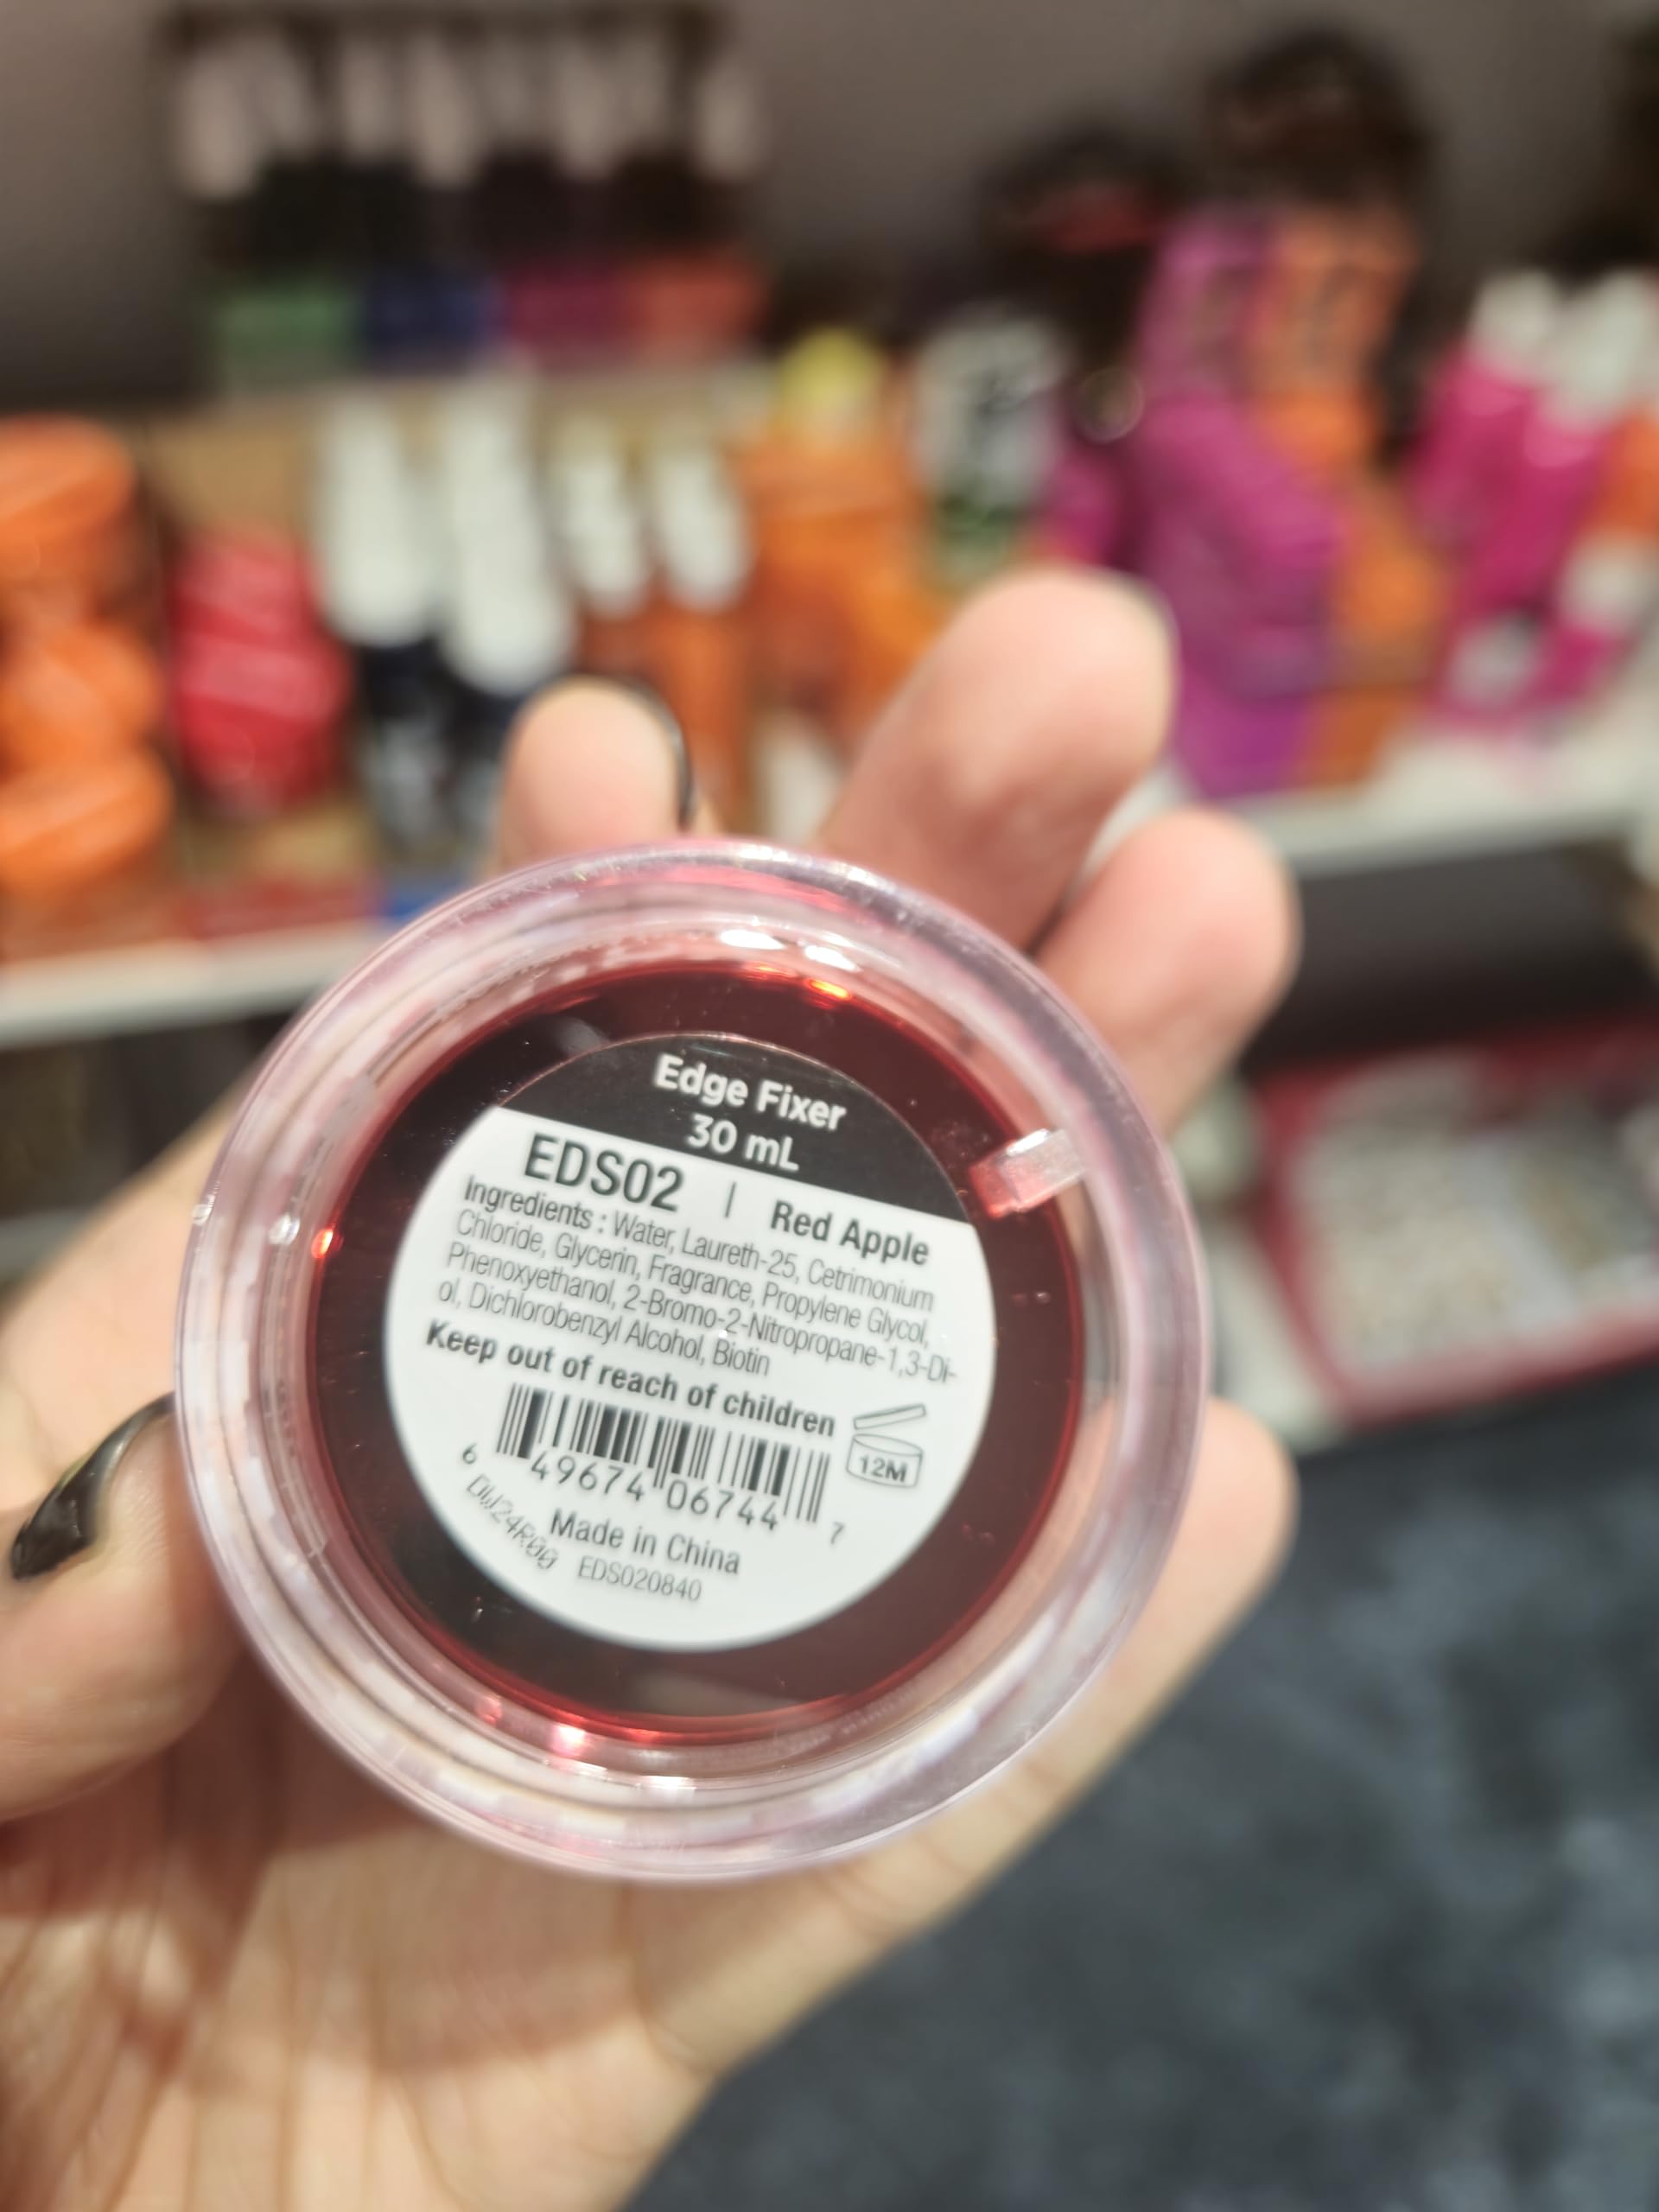 Edge Fixer
30 mL
EDS02 | Red Apple
Ingredients : Water, Laureth-25, Cetrimonium
Chloride, Glycerin, Fragrance, Propylene Glycol,
Phenoxyethanol, 2-Bromo-2-Nitropropane-1,3-Di-
ol, Dichlorobenzyl Alcohol, Biotin
Keep out of reach of children
12M
6 49674 06744 7
Made in China
0W24R00
EDS020840